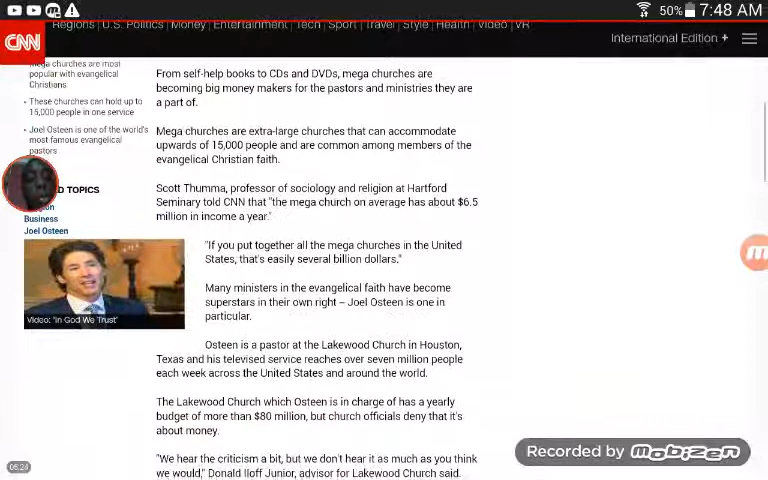 50% 7:48 AM
Regions | U.S. Politics | Money | Entertainment | Tech | Sport | Travel | Style | Health | Video | VR
CNN
International Edition +
Mega churches are most
popular with evangelical
Christians
These churches can hold up to
15,000 people in one service
Joel Osteen is one of the world's
most famous evangelical
pastors
D TOPICS
Business
Joel Osteen
Video: "In God We Trust"
From self-help books to CDs and DVDs, mega churches are
becoming big money makers for the pastors and ministries they are
a part of.
Mega churches are extra-large churches that can accommodate
upwards of 15,000 people and are common among members of the
evangelical Christian faith.
Scott Thumma, professor of sociology and religion at Hartford
Seminary told CNN that "the mega church on average has about $6.5
million in income a year."
"If you put together all the mega churches in the United
States, that's easily several billion dollars."
Many ministers in the evangelical faith have become
superstars in their own right – Joel Osteen is one in
particular.
Osteen is a pastor at the Lakewood Church in Houston,
Texas and his televised service reaches over seven million people
each week across the United States and around the world.
The Lakewood Church which Osteen is in charge of has a yearly
budget of more than $80 million, but church officials deny that it's
about money.
"We hear the criticism a bit, but we don't hear it as much as you think
we would," Donald Iloff Junior, advisor for Lakewood Church said.
05:24
Recorded by Mobizen